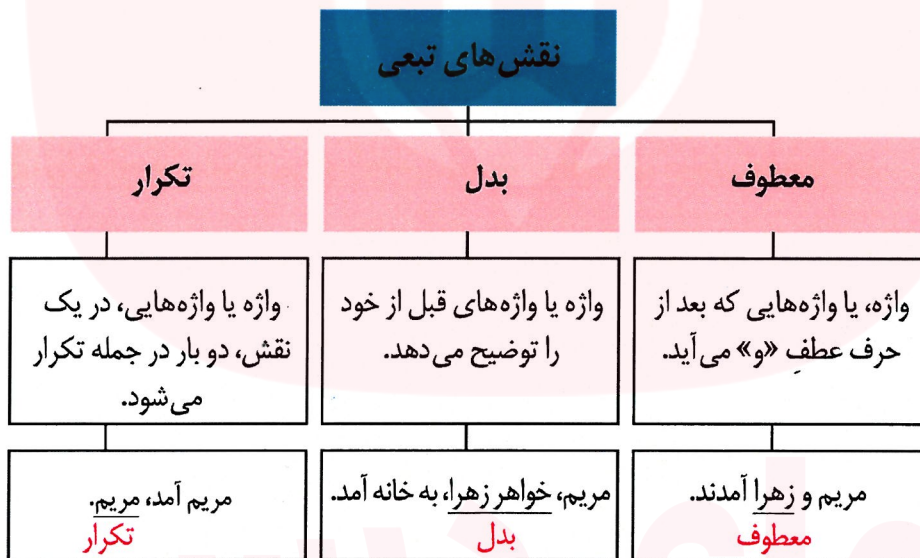 نقش‌های تبعی
معطوف
بدل
تکرار
واژه، یا واژه‌هایی که بعد از
حرف عطفِ «و» می‌آید.
واژه یا واژه‌های قبل از خود
را توضیح می‌دهد.
واژه یا واژه‌هایی، در یک
نقش، دو بار در جمله تکرار
می‌شود.
مریم و زهرا آمدند.
معطوف
مریم، خواهر زهرا، به خانه آمد.
بدل
مریم آمد، مریم.
تکرار